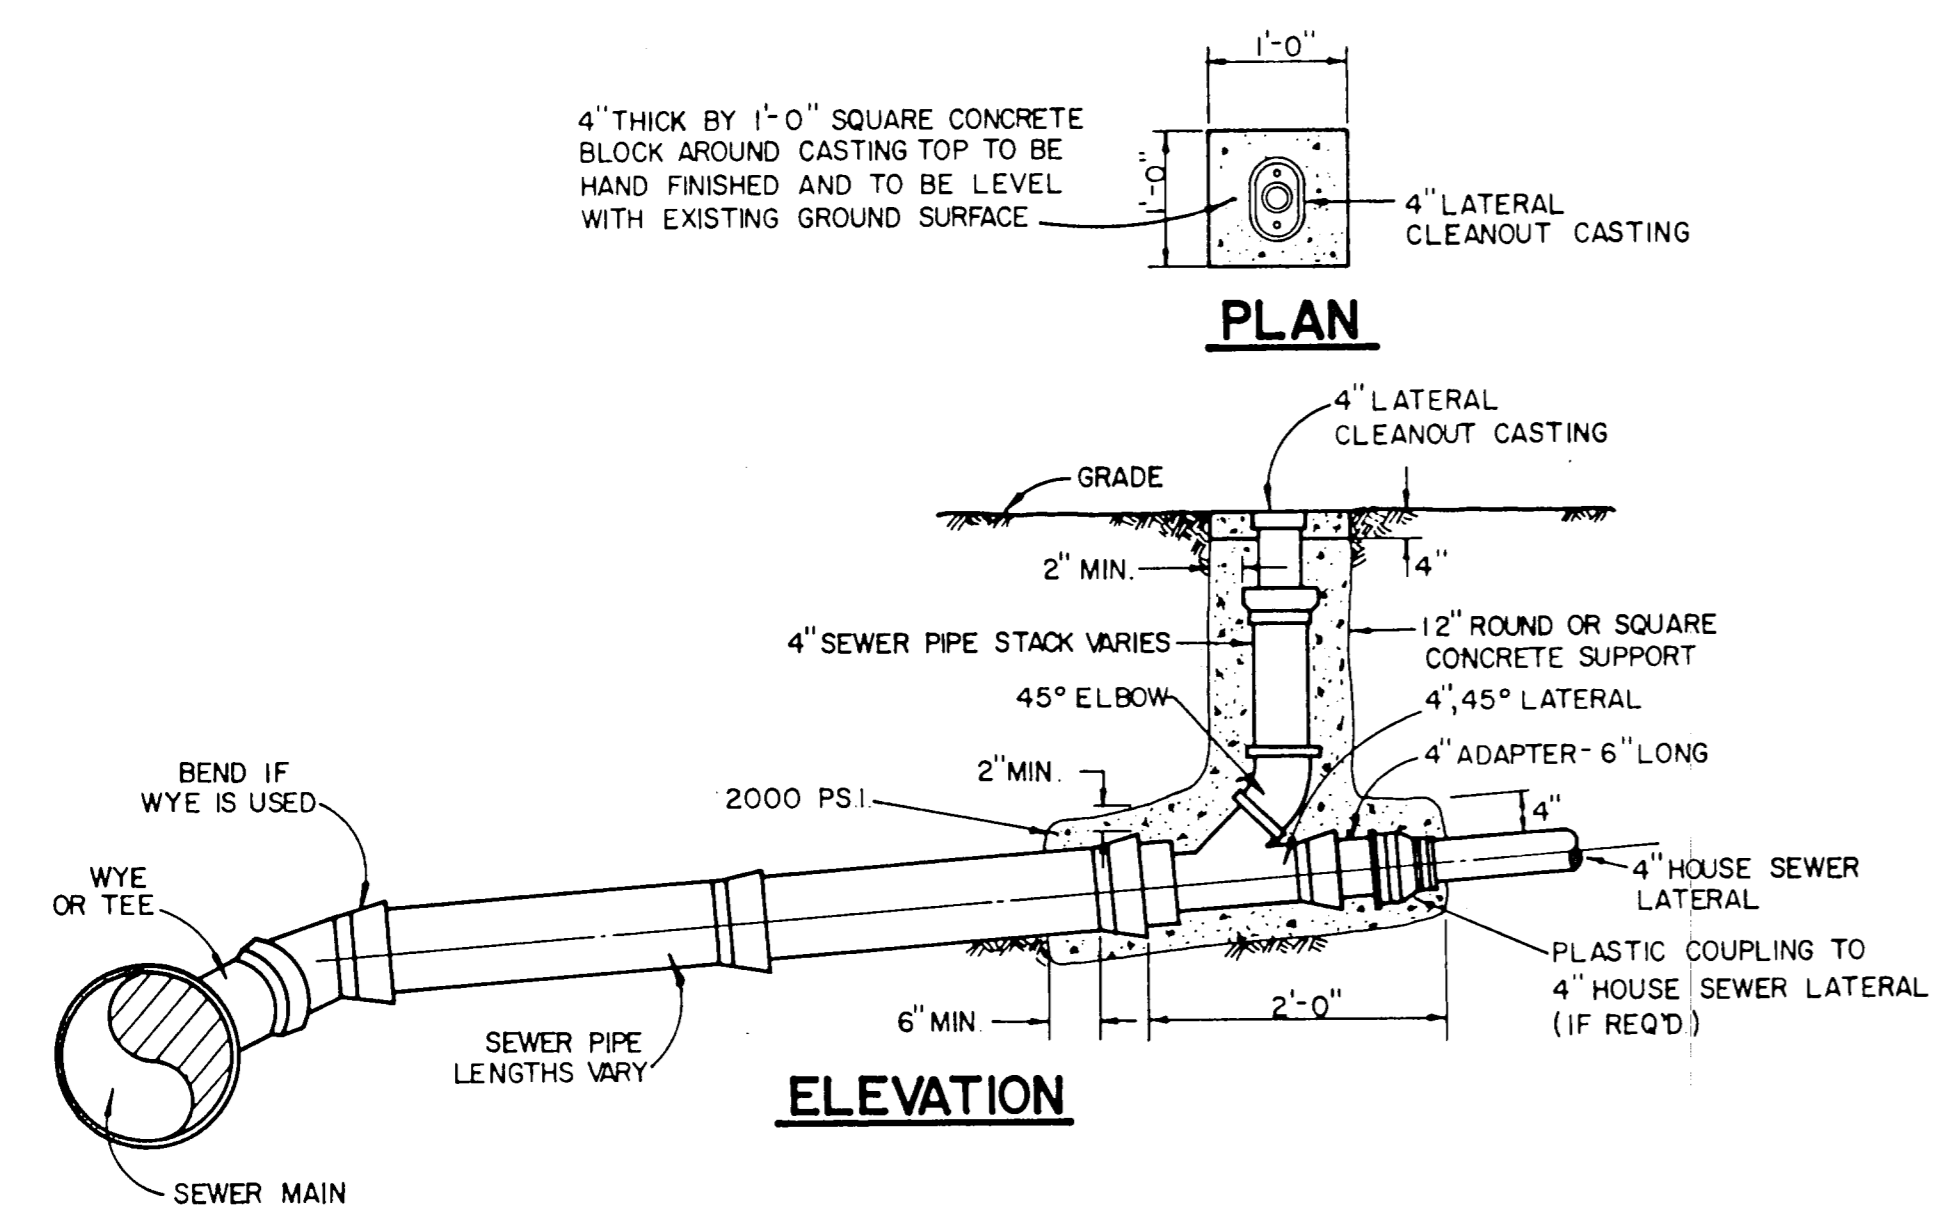 1'-0"
4" THICK BY 1'-0" SQUARE CONCRETE
BLOCK AROUND CASTING TOP TO BE
HAND FINISHED AND TO BE LEVEL
WITH EXISTING GROUND SURFACE
1'-0"
4" LATERAL
CLEANOUT CASTING
PLAN
4" LATERAL
CLEANOUT CASTING
GRADE
2" MIN.
4"
4" SEWER PIPE STACK VARIES
12" ROUND OR SQUARE
CONCRETE SUPPORT
45° ELBOW
4", 45° LATERAL
4" ADAPTER - 6" LONG
2" MIN.
2000 P.S.I.
4"
BEND IF
WYE IS USED
WYE
OR TEE
4" HOUSE SEWER
LATERAL
PLASTIC COUPLING TO
4" HOUSE SEWER LATERAL
(IF REQ'D.)
6" MIN.
2'-0"
SEWER PIPE
LENGTHS VARY
ELEVATION
SEWER MAIN